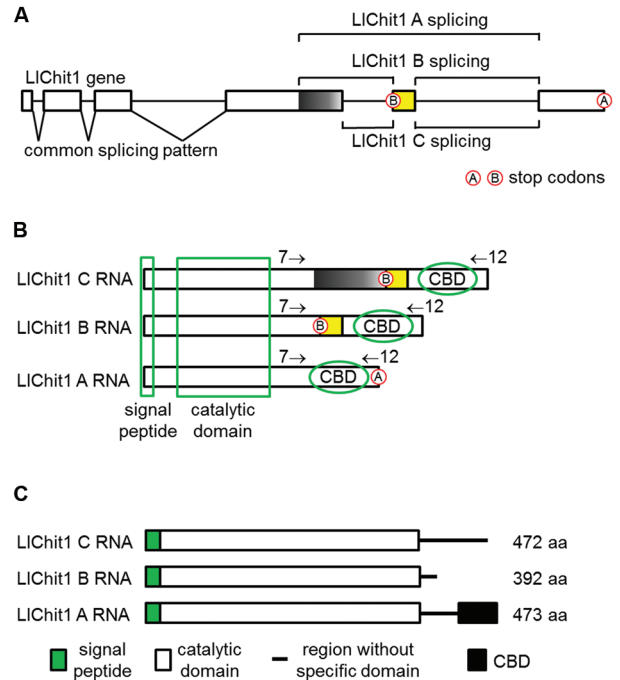 A
LlChit1 A splicing
LlChit1 B splicing
LlChit1 gene
B
A
common splicing pattern
LlChit1 C splicing
A B stop codons
B
7→ ←12
LlChit1 C RNA B CBD
7→ ←12
LlChit1 B RNA B CBD
7→ ←12
LlChit1 A RNA CBD A
signal peptide
catalytic domain
C
LlChit1 C RNA 472 aa
LlChit1 B RNA 392 aa
LlChit1 A RNA 473 aa
signal peptide
catalytic domain
region without specific domain
CBD